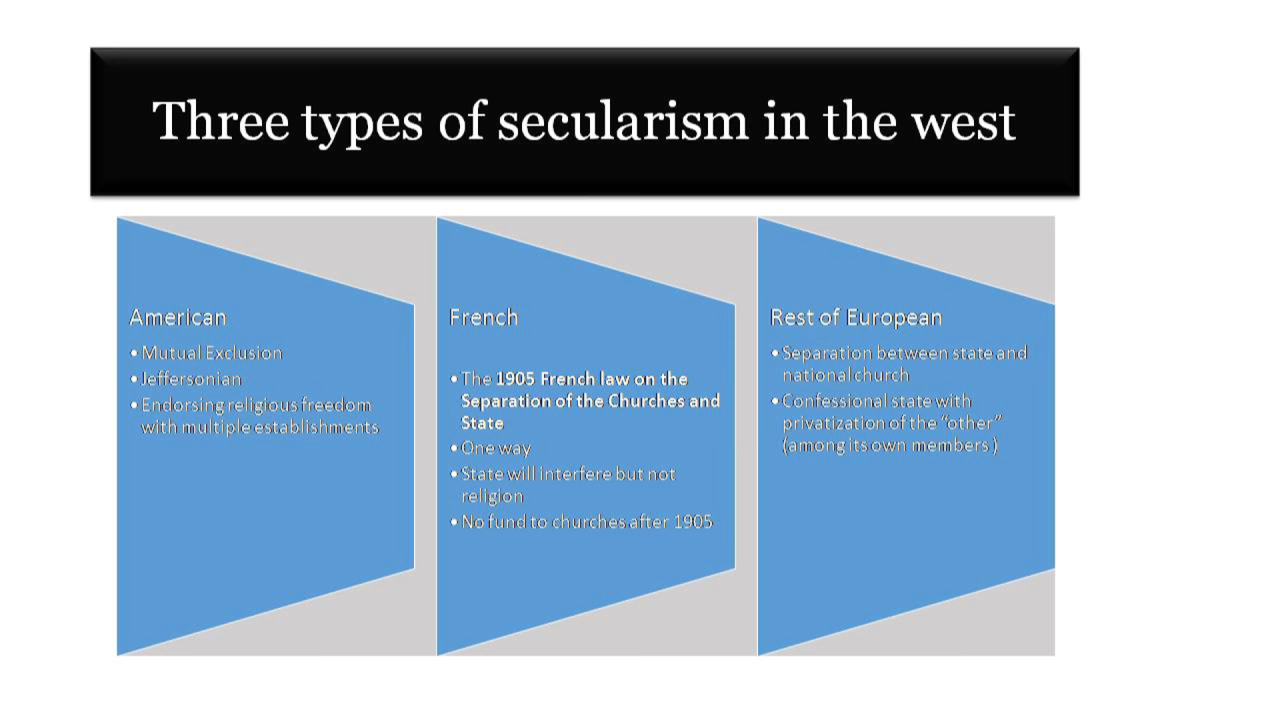 Three types of secularism in the west
American
• Mutual Exclusion
• Jeffersonian
• Endorsing religious freedom
with multiple establishments
French
• The 1905 French law on the
Separation of the Churches and
State
• One way
• State will interfere but not
religion
• No fund to churches after 1905
Rest of European
• Separation between state and
national church
• Confessional state with
privatization of the “other”
(among its own members )